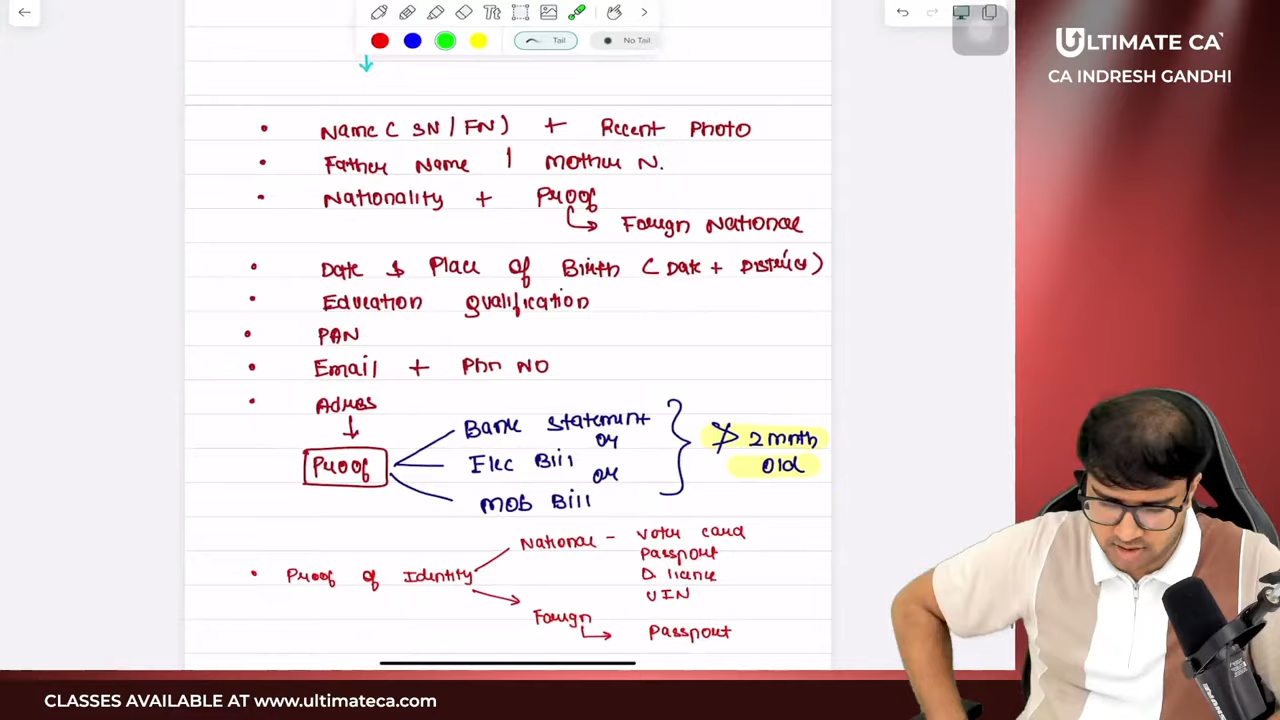 Tt
Tail
No Tail
ULTIMATE CA
CA INDRESH GANDHI
• Name ( SN / FN ) + Recent Photo
• Father Name | Mother N.
• Nationality + Proof
Forign National
• Date & Place of Birth ( Date + District )
• Education qualification
• PAN
• Email + Phn NO
• Adress
Proof
Bank statement
or
Elec Bill
or
MOB Bill
≯ 2 mnth
old
• Proof of Identity
National - Voter card
Passport
D. licence
UIN
Forign
Passport
CLASSES AVAILABLE AT www.ultimateca.com